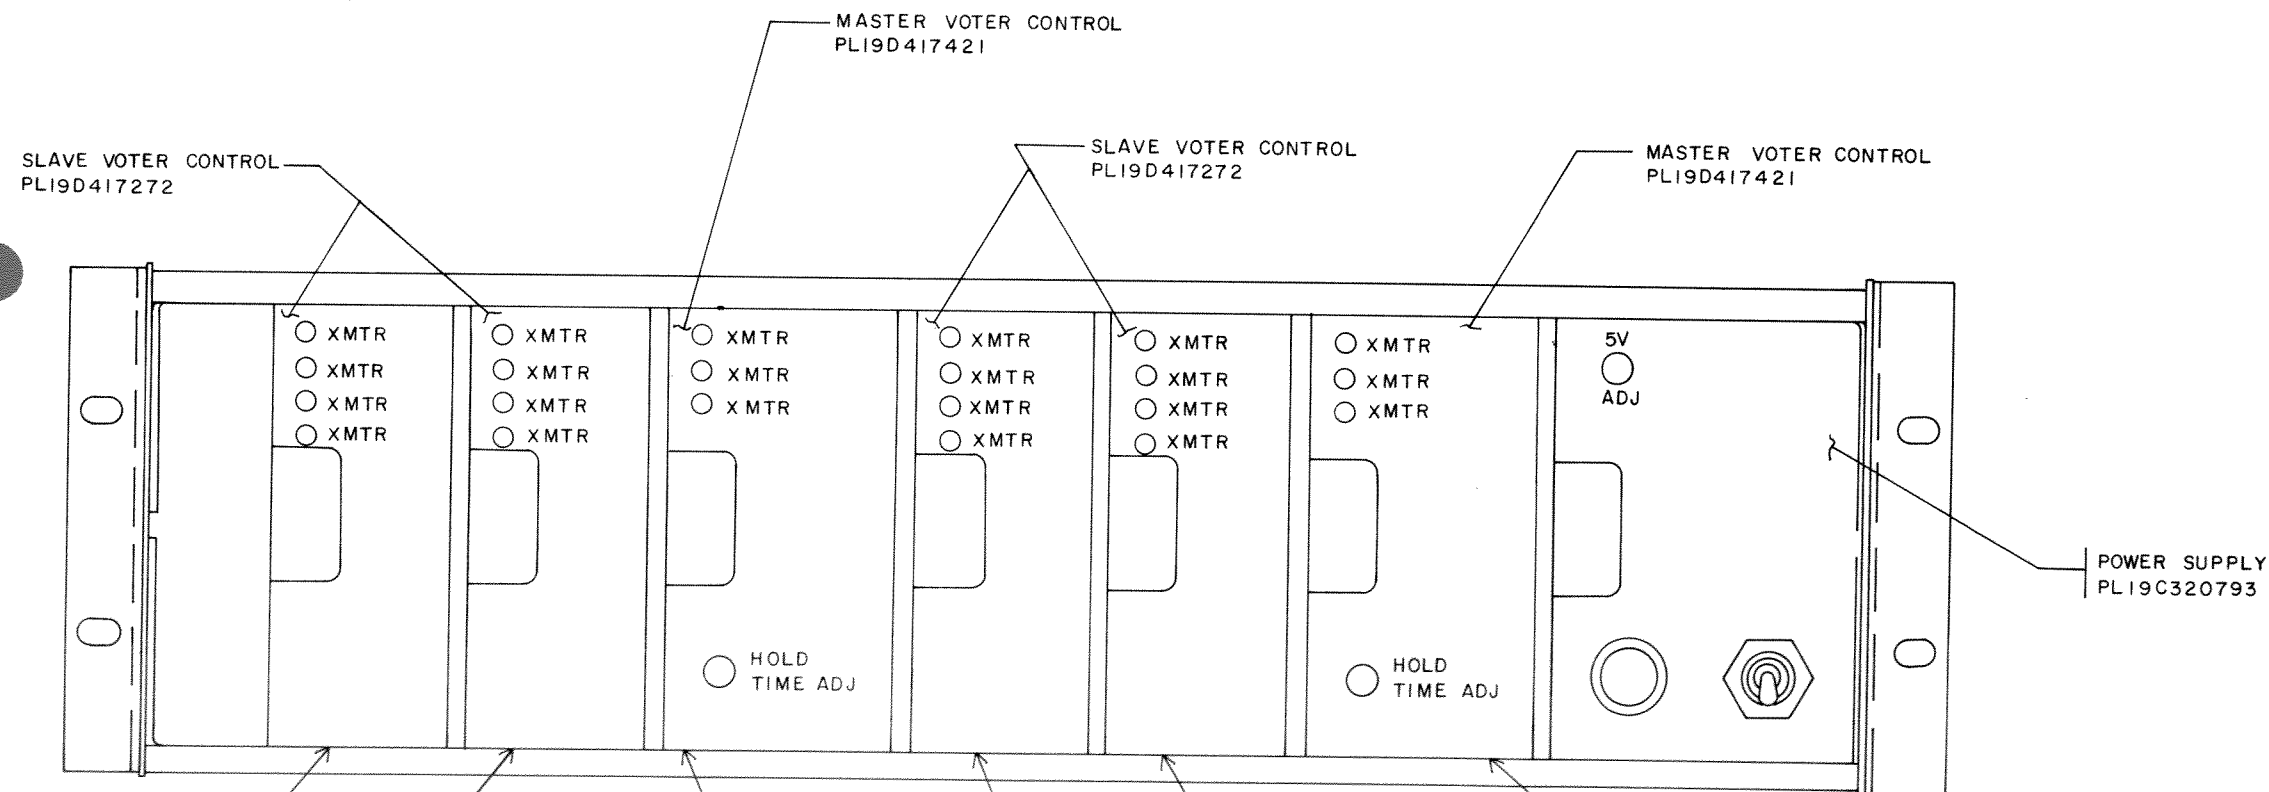 MASTER VOTER CONTROL
PL19D417421
SLAVE VOTER CONTROL
PL19D417272
SLAVE VOTER CONTROL
PL19D417272
MASTER VOTER CONTROL
PL19D417421
XMTR
XMTR
XMTR
XMTR
XMTR
XMTR
XMTR
XMTR
XMTR
XMTR
XMTR
HOLD
TIME ADJ
XMTR
XMTR
XMTR
XMTR
XMTR
XMTR
XMTR
XMTR
XMTR
XMTR
XMTR
HOLD
TIME ADJ
5V
ADJ
POWER SUPPLY
PL19C320793